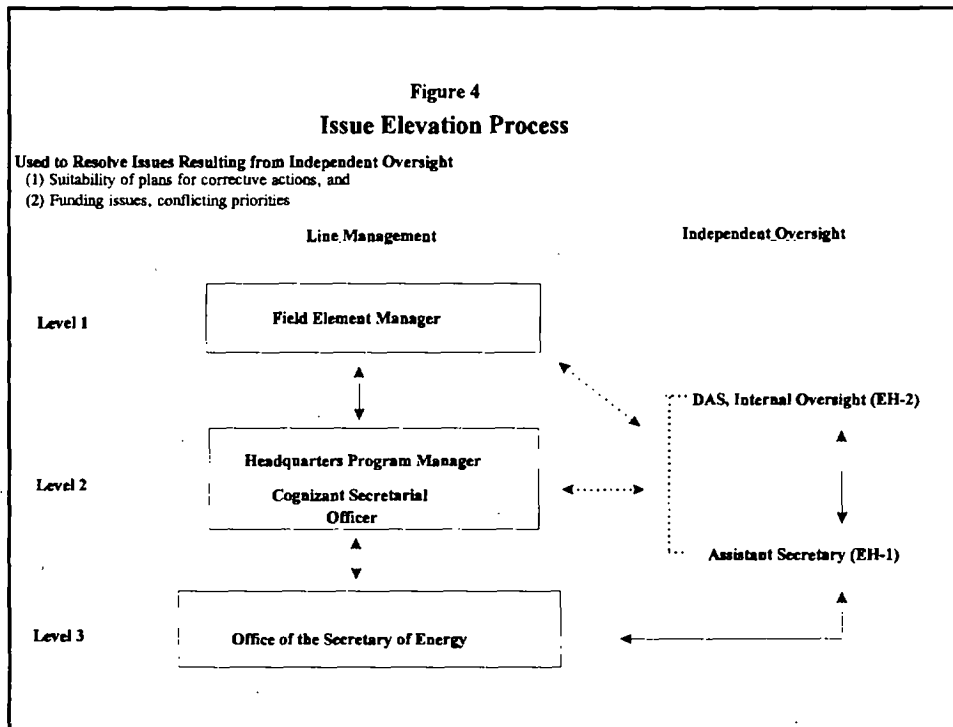 Figure 4
Issue Elevation Process
Used to Resolve Issues Resulting from Independent Oversight
(1) Suitability of plans for corrective actions, and
(2) Funding issues, conflicting priorities
Line Management
Independent Oversight
Level 1
Field Element Manager
DAS, Internal Oversight (EH-2)
Level 2
Headquarters Program Manager
Cognizant Secretarial
Officer
Assistant Secretary (EH-1)
Level 3
Office of the Secretary of Energy